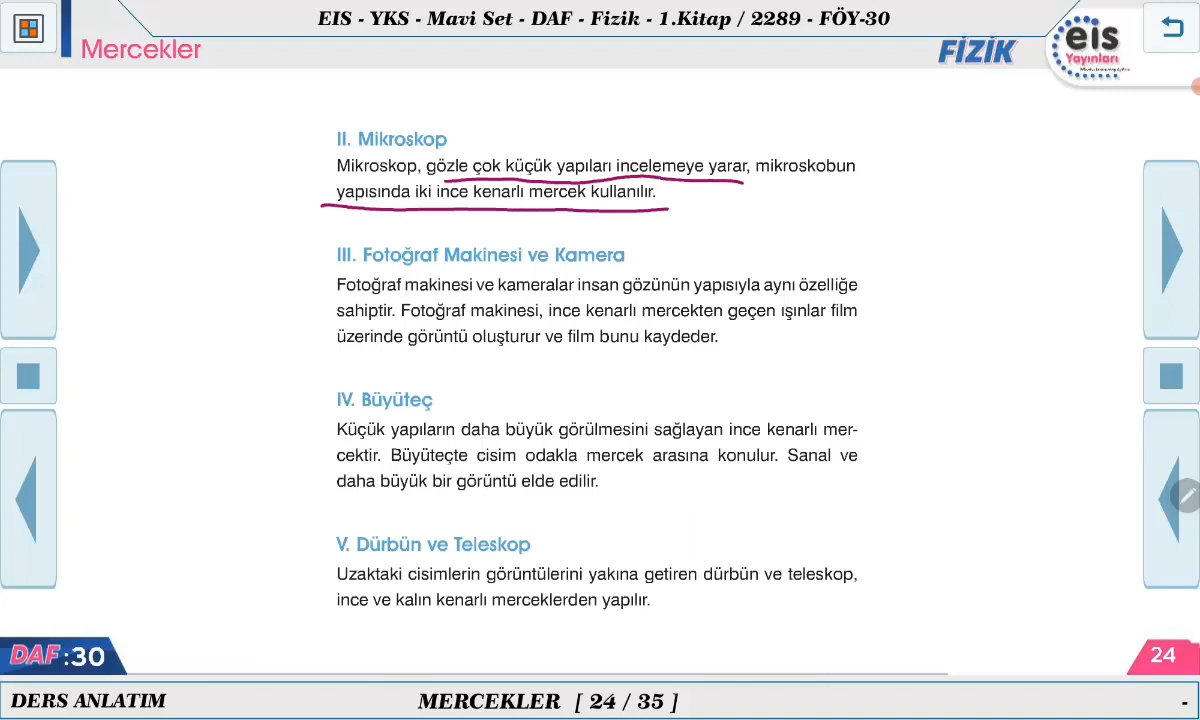 EIS - YKS - Mavi Set - DAF - Fizik - 1.Kitap / 2289 - FÖY-30
Mercekler
FİZİK
eis
Yayınları
II. Mikroskop
Mikroskop, gözle çok küçük yapıları incelemeye yarar, mikroskobun
yapısında iki ince kenarlı mercek kullanılır.
III. Fotoğraf Makinesi ve Kamera
Fotoğraf makinesi ve kameralar insan gözünün yapısıyla aynı özelliğe
sahiptir. Fotoğraf makinesi, ince kenarlı mercekten geçen ışınlar film
üzerinde görüntü oluşturur ve film bunu kaydeder.
IV. Büyüteç
Küçük yapıların daha büyük görülmesini sağlayan ince kenarlı mer-
cektir. Büyüteçte cisim odakla mercek arasına konulur. Sanal ve
daha büyük bir görüntü elde edilir.
V. Dürbün ve Teleskop
Uzaktaki cisimlerin görüntülerini yakına getiren dürbün ve teleskop,
ince ve kalın kenarlı merceklerden yapılır.
DAF :30
24
DERS ANLATIM
MERCEKLER [ 24 / 35 ]
-